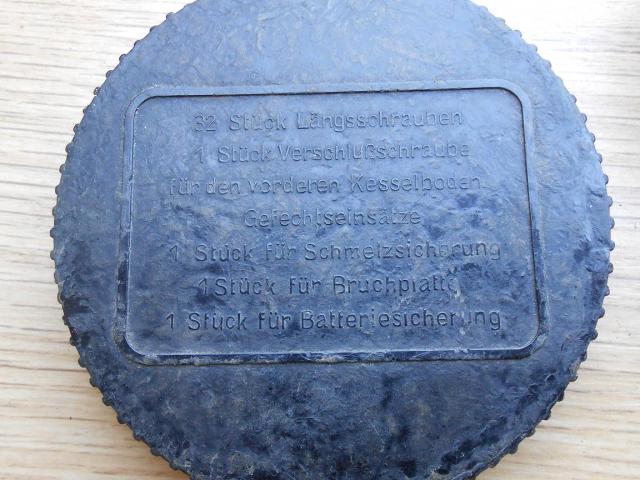 32 Stück Längsschrauben
1 Stück Verschlußschraube
für den vorderen Kesselboden
Gefechtseinsätze
1 Stück für Schmelzsicherung
1 Stück für Bruchplatte
1 Stück für Batteriesicherung